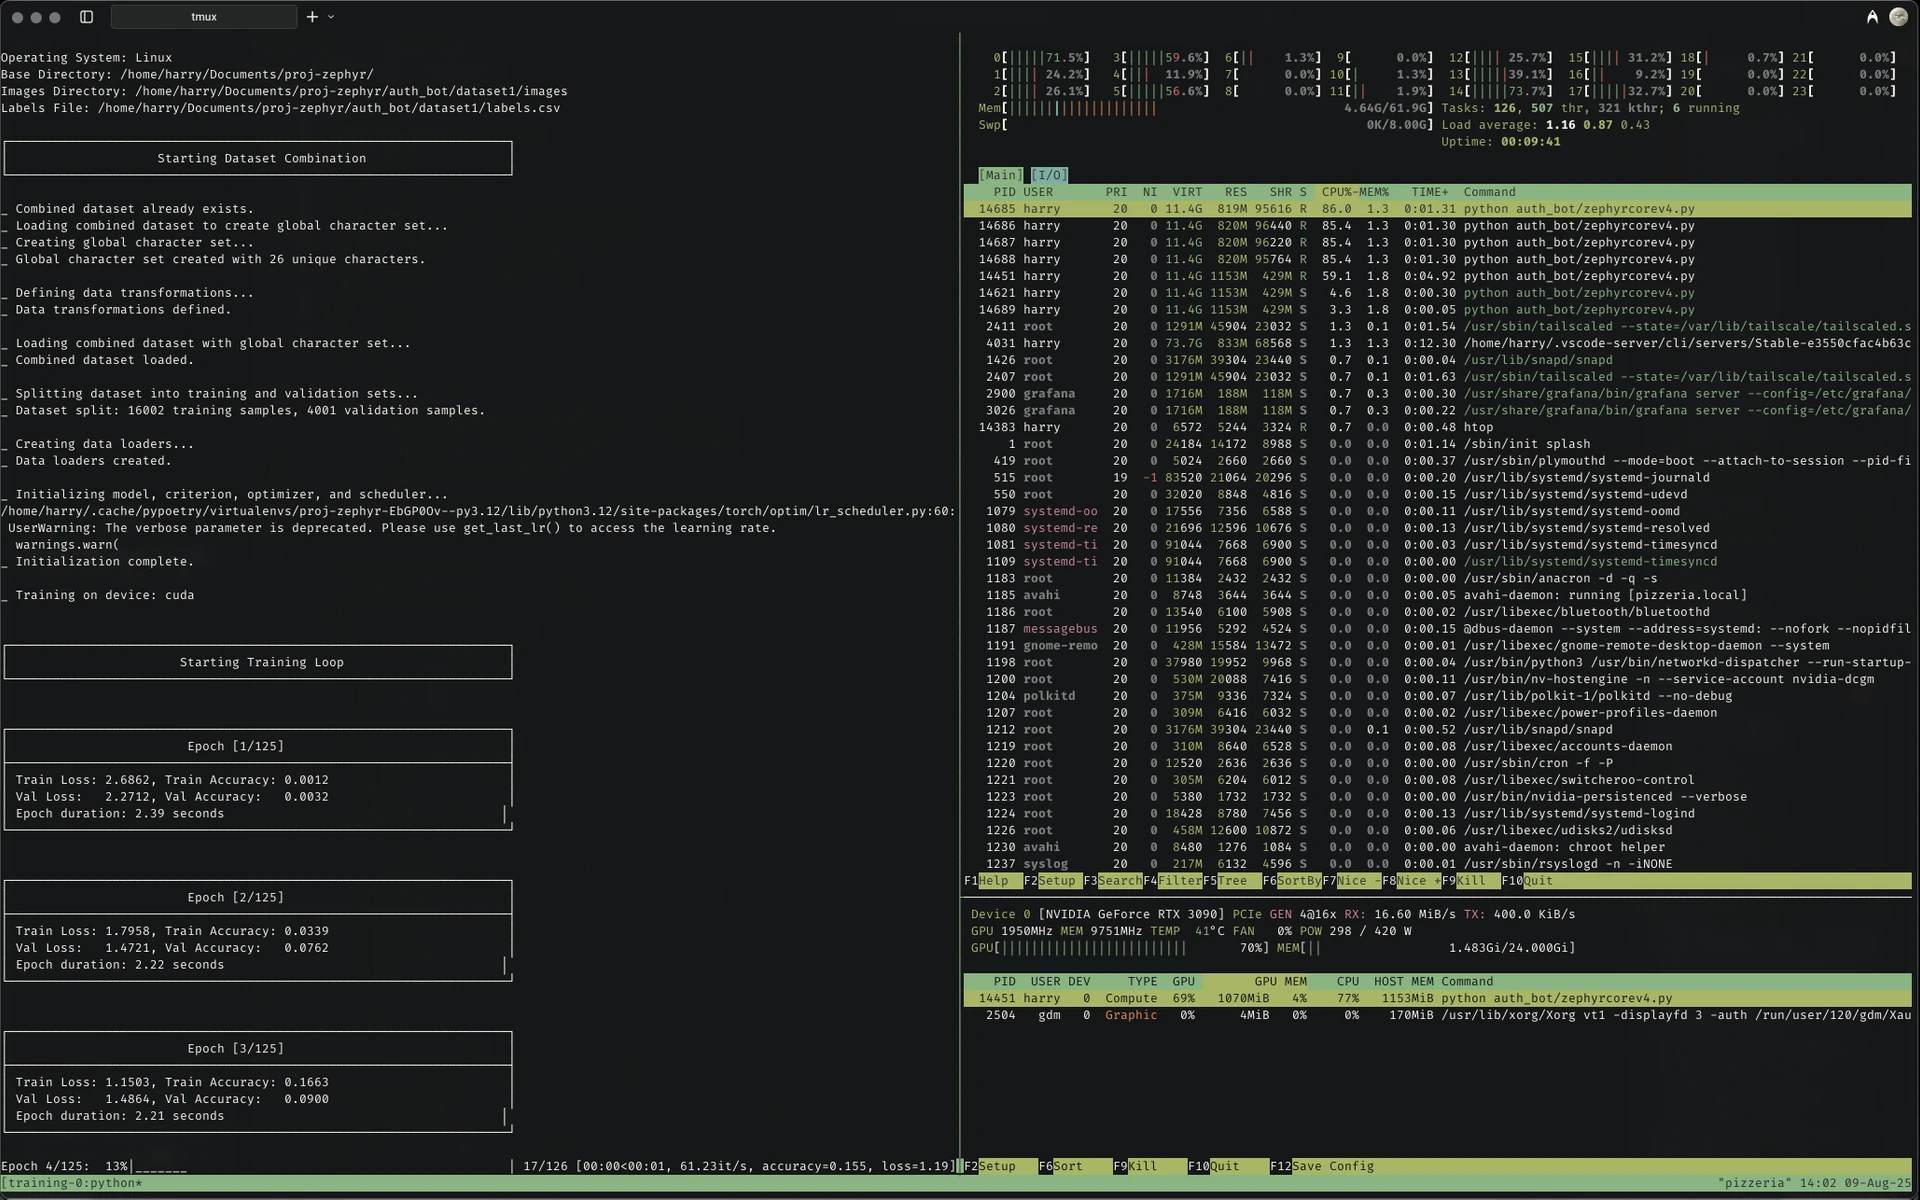 tmux
Operating System: Linux
Base Directory: /home/harry/Documents/proj-zephyr/
Images Directory: /home/harry/Documents/proj-zephyr/auth_bot/dataset1/images
Labels File: /home/harry/Documents/proj-zephyr/auth_bot/dataset1/labels.csv
Starting Dataset Combination
_ Combined dataset already exists.
_ Loading combined dataset to create global character set...
_ Creating global character set...
_ Global character set created with 26 unique characters.
_ Defining data transformations...
_ Data transformations defined.
_ Loading combined dataset with global character set...
_ Combined dataset loaded.
_ Splitting dataset into training and validation sets...
_ Dataset split: 16002 training samples, 4001 validation samples.
_ Creating data loaders...
_ Data loaders created.
_ Initializing model, criterion, optimizer, and scheduler...
/home/harry/.cache/pypoetry/virtualenvs/proj-zephyr-EbGP0Ov--py3.12/lib/python3.12/site-packages/torch/optim/lr_scheduler.py:60:
UserWarning: The verbose parameter is deprecated. Please use get_last_lr() to access the learning rate.
warnings.warn(
_ Initialization complete.
_ Training on device: cuda
Starting Training Loop
Epoch [1/125]
Train Loss: 2.6862, Train Accuracy: 0.0012
Val Loss:   2.2712, Val Accuracy:   0.0032
Epoch duration: 2.39 seconds
Epoch [2/125]
Train Loss: 1.7958, Train Accuracy: 0.0339
Val Loss:   1.4721, Val Accuracy:   0.0762
Epoch duration: 2.22 seconds
Epoch [3/125]
Train Loss: 1.1503, Train Accuracy: 0.1663
Val Loss:   1.4864, Val Accuracy:   0.0900
Epoch duration: 2.21 seconds
Epoch 4/125:  13%|_______ | 17/126 [00:00<00:01, 61.23it/s, accuracy=0.155, loss=1.19]
0[71.5%] 3[59.6%] 6[1.3%] 9[0.0%] 12[25.7%] 15[31.2%] 18[0.7%] 21[0.0%]
1[24.2%] 4[11.9%] 7[0.0%] 10[1.3%] 13[39.1%] 16[9.2%] 19[0.0%] 22[0.0%]
2[26.1%] 5[56.6%] 8[0.0%] 11[1.9%] 14[73.7%] 17[32.7%] 20[0.0%] 23[0.0%]
Mem[4.64G/61.9G] Tasks: 126, 507 thr, 321 kthr; 6 running
Swp[0K/8.00G] Load average: 1.16 0.87 0.43
Uptime: 00:09:41
[Main] [I/O]
PID USER PRI NI VIRT RES SHR S CPU%-MEM% TIME+ Command
14685 harry 20 0 11.4G 819M 95616 R 86.0 1.3 0:01.31 python auth_bot/zephyrcorev4.py
14686 harry 20 0 11.4G 820M 96440 R 85.4 1.3 0:01.30 python auth_bot/zephyrcorev4.py
14687 harry 20 0 11.4G 820M 96220 R 85.4 1.3 0:01.30 python auth_bot/zephyrcorev4.py
14688 harry 20 0 11.4G 820M 95764 R 85.4 1.3 0:01.30 python auth_bot/zephyrcorev4.py
14451 harry 20 0 11.4G 1153M 429M R 59.1 1.8 0:04.92 python auth_bot/zephyrcorev4.py
14621 harry 20 0 11.4G 1153M 429M S 4.6 1.8 0:00.30 python auth_bot/zephyrcorev4.py
14689 harry 20 0 11.4G 1153M 429M S 3.3 1.8 0:00.05 python auth_bot/zephyrcorev4.py
2411 root 20 0 1291M 45904 23032 S 1.3 0.1 0:01.54 /usr/sbin/tailscaled --state=/var/lib/tailscale/tailscaled.s
4031 harry 20 0 73.7G 833M 68568 S 1.3 1.3 0:12.30 /home/harry/.vscode-server/cli/servers/Stable-e3550cfac4b63c
1426 root 20 0 3176M 39304 23440 S 0.7 0.1 0:00.04 /usr/lib/snapd/snapd
2407 root 20 0 1291M 45904 23032 S 0.7 0.1 0:01.63 /usr/sbin/tailscaled --state=/var/lib/tailscale/tailscaled.s
2900 grafana 20 0 1716M 188M 118M S 0.7 0.3 0:00.30 /usr/share/grafana/bin/grafana server --config=/etc/grafana/
3026 grafana 20 0 1716M 188M 118M S 0.7 0.3 0:00.22 /usr/share/grafana/bin/grafana server --config=/etc/grafana/
14383 harry 20 0 6572 5244 3324 R 0.7 0.0 0:00.48 htop
1 root 20 0 24184 14172 8988 S 0.0 0.0 0:01.14 /sbin/init splash
419 root 20 0 5024 2660 2660 S 0.0 0.0 0:00.37 /usr/sbin/plymouthd --mode=boot --attach-to-session --pid-fi
515 root 19 -1 83520 21064 20296 S 0.0 0.0 0:00.20 /usr/lib/systemd/systemd-journald
550 root 20 0 32020 8848 4816 S 0.0 0.0 0:00.15 /usr/lib/systemd/systemd-udevd
1079 systemd-oo 20 0 17556 7356 6588 S 0.0 0.0 0:00.11 /usr/lib/systemd/systemd-oomd
1080 systemd-re 20 0 21696 12596 10676 S 0.0 0.0 0:00.13 /usr/lib/systemd/systemd-resolved
1081 systemd-ti 20 0 91044 7668 6900 S 0.0 0.0 0:00.03 /usr/lib/systemd/systemd-timesyncd
1109 systemd-ti 20 0 91044 7668 6900 S 0.0 0.0 0:00.00 /usr/lib/systemd/systemd-timesyncd
1183 root 20 0 11384 2432 2432 S 0.0 0.0 0:00.00 /usr/sbin/anacron -d -q -s
1185 avahi 20 0 8748 3644 3644 S 0.0 0.0 0:00.05 avahi-daemon: running [pizzeria.local]
1186 root 20 0 13540 6100 5908 S 0.0 0.0 0:00.02 /usr/libexec/bluetooth/bluetoothd
1187 messagebus 20 0 11956 5292 4524 S 0.0 0.0 0:00.15 @dbus-daemon --system --address=systemd: --nofork --nopidfil
1191 gnome-remo 20 0 428M 15584 13472 S 0.0 0.0 0:00.01 /usr/libexec/gnome-remote-desktop-daemon --system
1198 root 20 0 37980 19952 9968 S 0.0 0.0 0:00.04 /usr/bin/python3 /usr/bin/networkd-dispatcher --run-startup-
1200 root 20 0 530M 20088 7416 S 0.0 0.0 0:00.11 /usr/bin/nv-hostengine -n --service-account nvidia-dcgm
1204 polkitd 20 0 375M 9336 7324 S 0.0 0.0 0:00.07 /usr/lib/polkit-1/polkitd --no-debug
1207 root 20 0 309M 6416 6032 S 0.0 0.0 0:00.02 /usr/libexec/power-profiles-daemon
1212 root 20 0 3176M 39304 23440 S 0.0 0.1 0:00.52 /usr/lib/snapd/snapd
1219 root 20 0 310M 8640 6528 S 0.0 0.0 0:00.08 /usr/libexec/accounts-daemon
1220 root 20 0 12520 2636 2636 S 0.0 0.0 0:00.00 /usr/sbin/cron -f -P
1221 root 20 0 305M 6204 6012 S 0.0 0.0 0:00.08 /usr/libexec/switcheroo-control
1223 root 20 0 5380 1732 1732 S 0.0 0.0 0:00.00 /usr/bin/nvidia-persistenced --verbose
1224 root 20 0 18428 8780 7456 S 0.0 0.0 0:00.13 /usr/lib/systemd/systemd-logind
1226 root 20 0 458M 12600 10872 S 0.0 0.0 0:00.06 /usr/libexec/udisks2/udisksd
1230 avahi 20 0 8480 1276 1084 S 0.0 0.0 0:00.00 avahi-daemon: chroot helper
1237 syslog 20 0 217M 6132 4596 S 0.0 0.0 0:00.01 /usr/sbin/rsyslogd -n -iNONE
F1Help F2Setup F3SearchF4FilterF5Tree F6SortByF7Nice -F8Nice +F9Kill F10Quit
Device 0 [NVIDIA GeForce RTX 3090] PCIe GEN 4@16x RX: 16.60 MiB/s TX: 400.0 KiB/s
GPU 1950MHz MEM 9751MHz TEMP 41°C FAN 0% POW 298 / 420 W
GPU[70%] MEM[1.483Gi/24.000Gi]
PID USER DEV TYPE GPU GPU MEM CPU HOST MEM Command
14451 harry 0 Compute 69% 1070MiB 4% 77% 1153MiB python auth_bot/zephyrcorev4.py
2504 gdm 0 Graphic 0% 4MiB 0% 0% 170MiB /usr/lib/xorg/Xorg vt1 -displayfd 3 -auth /run/user/120/gdm/Xau
F2Setup F6Sort F9Kill F10Quit F12Save Config
[training-0:python* "pizzeria" 14:02 09-Aug-25